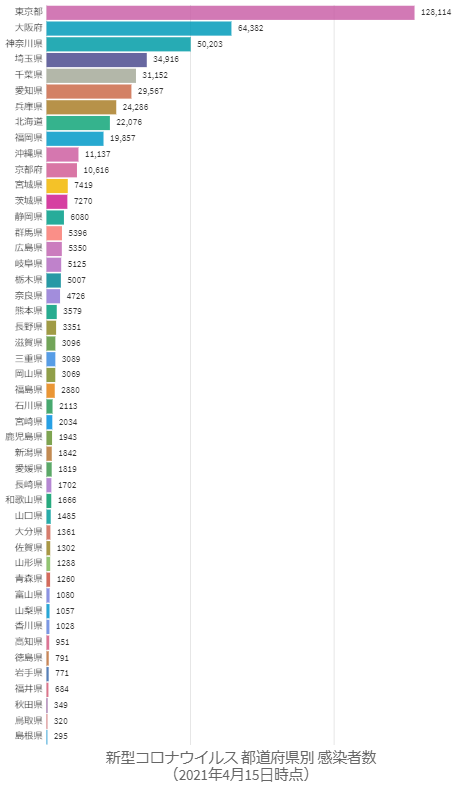 東京都 128,114
大阪府 64,382
神奈川県 50,203
埼玉県 34,916
千葉県 31,152
愛知県 29,567
兵庫県 24,286
北海道 22,076
福岡県 19,857
沖縄県 11,137
京都府 10,616
宮城県 7419
茨城県 7270
静岡県 6080
群馬県 5396
広島県 5350
岐阜県 5125
栃木県 5007
奈良県 4726
熊本県 3579
長野県 3351
滋賀県 3096
三重県 3089
岡山県 3069
福島県 2880
石川県 2113
宮崎県 2034
鹿児島県 1943
新潟県 1842
愛媛県 1819
長崎県 1702
和歌山県 1666
山口県 1485
大分県 1361
佐賀県 1302
山形県 1288
青森県 1260
富山県 1080
山梨県 1057
香川県 1028
高知県 951
徳島県 791
岩手県 771
福井県 684
秋田県 349
鳥取県 320
島根県 295
新型コロナウイルス 都道府県別 感染者数
（2021年4月15日時点）